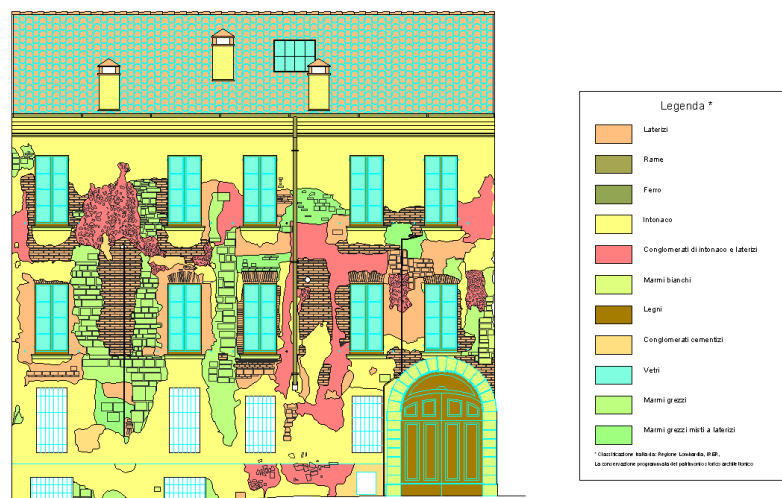 Legenda *
Laterizi
Rame
Ferro
Intonaco
Conglomerati di intonaco e laterizi
Marmi bianchi
Legni
Conglomerati cementizi
Vetri
Marmi grezzi
Marmi grezzi misti a laterizi
* Classificazione tratta da: Regione Lombardia, IRER,
La conservazione programmata del patrimonio storico architettonico